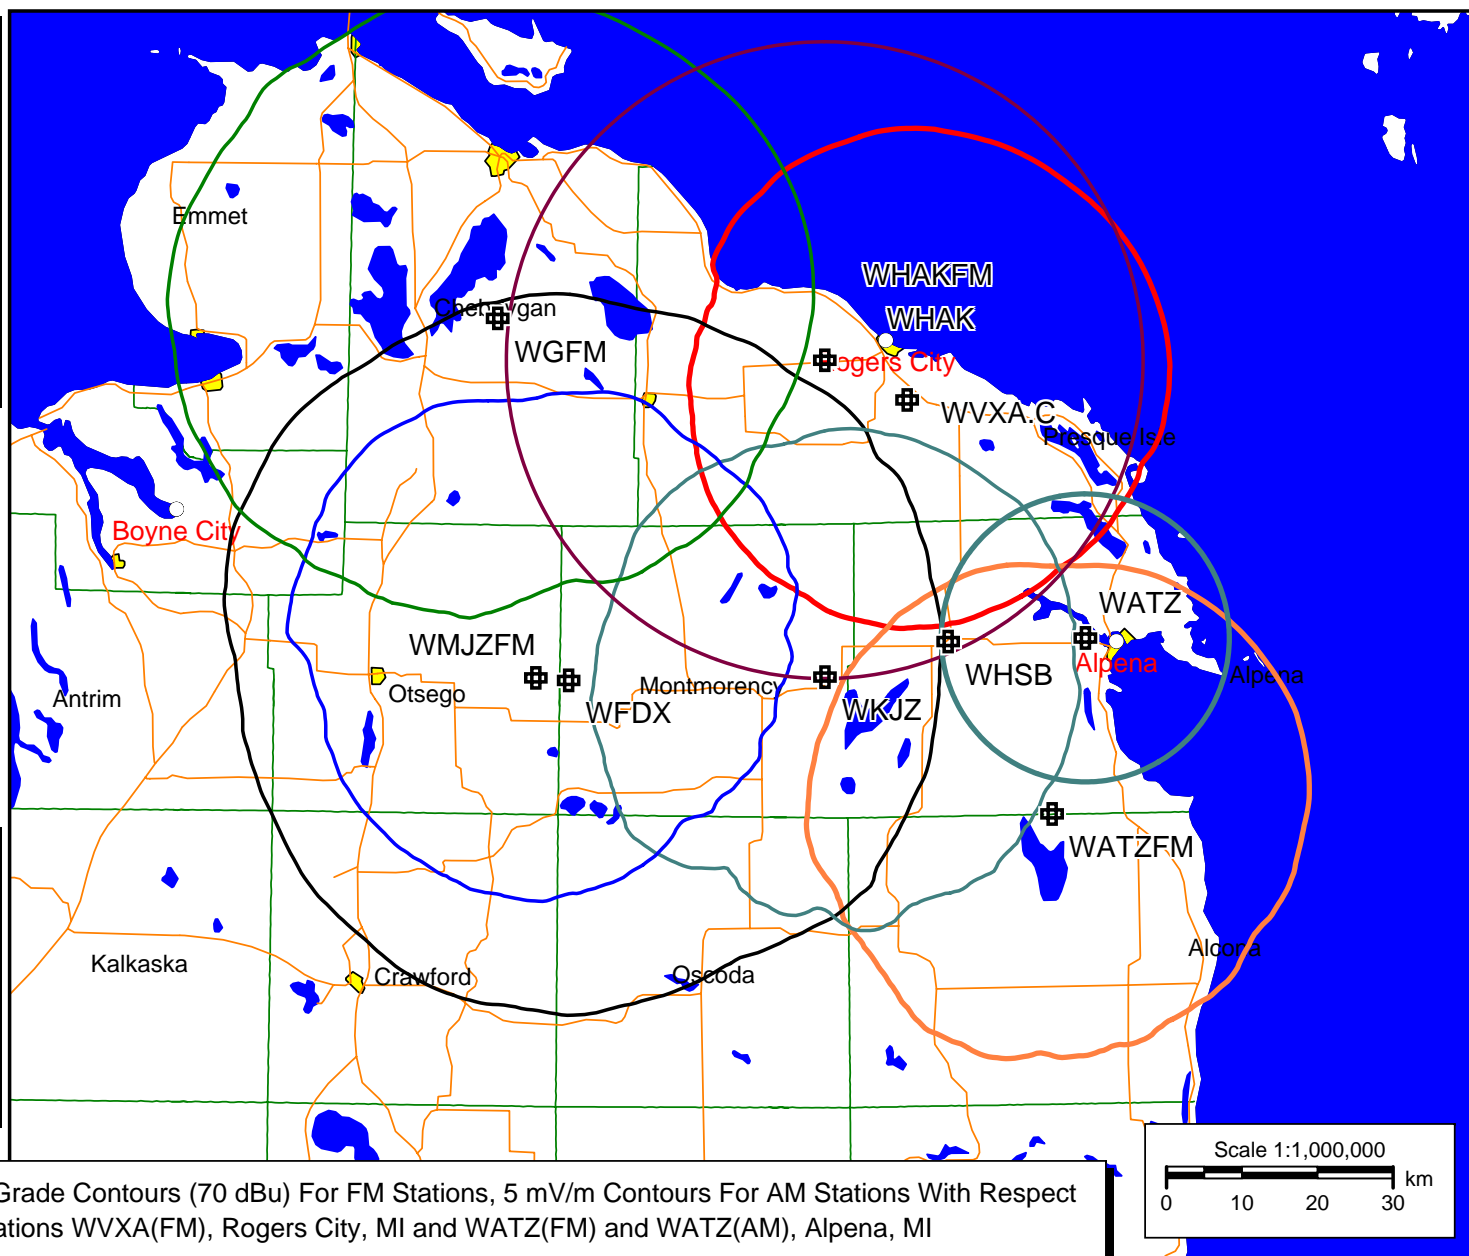 Emmet
WHAKFM
WHAK
Cheboygan
WGFM
Rogers City
WVXA.C
Presque Isle
Boyne City
WATZ
WMJZFM
Alpena
WHSB
Alpena
Antrim
Otsego
Montmorency
WFDX
WKJZ
WATZFM
Alcona
Kalkaska
Crawford
Oscoda
Scale 1:1,000,000
km
0 10 20 30
Grade Contours (70 dBu) For FM Stations, 5 mV/m Contours For AM Stations With Respect
ations WVXA(FM), Rogers City, MI and WATZ(FM) and WATZ(AM), Alpena, MI